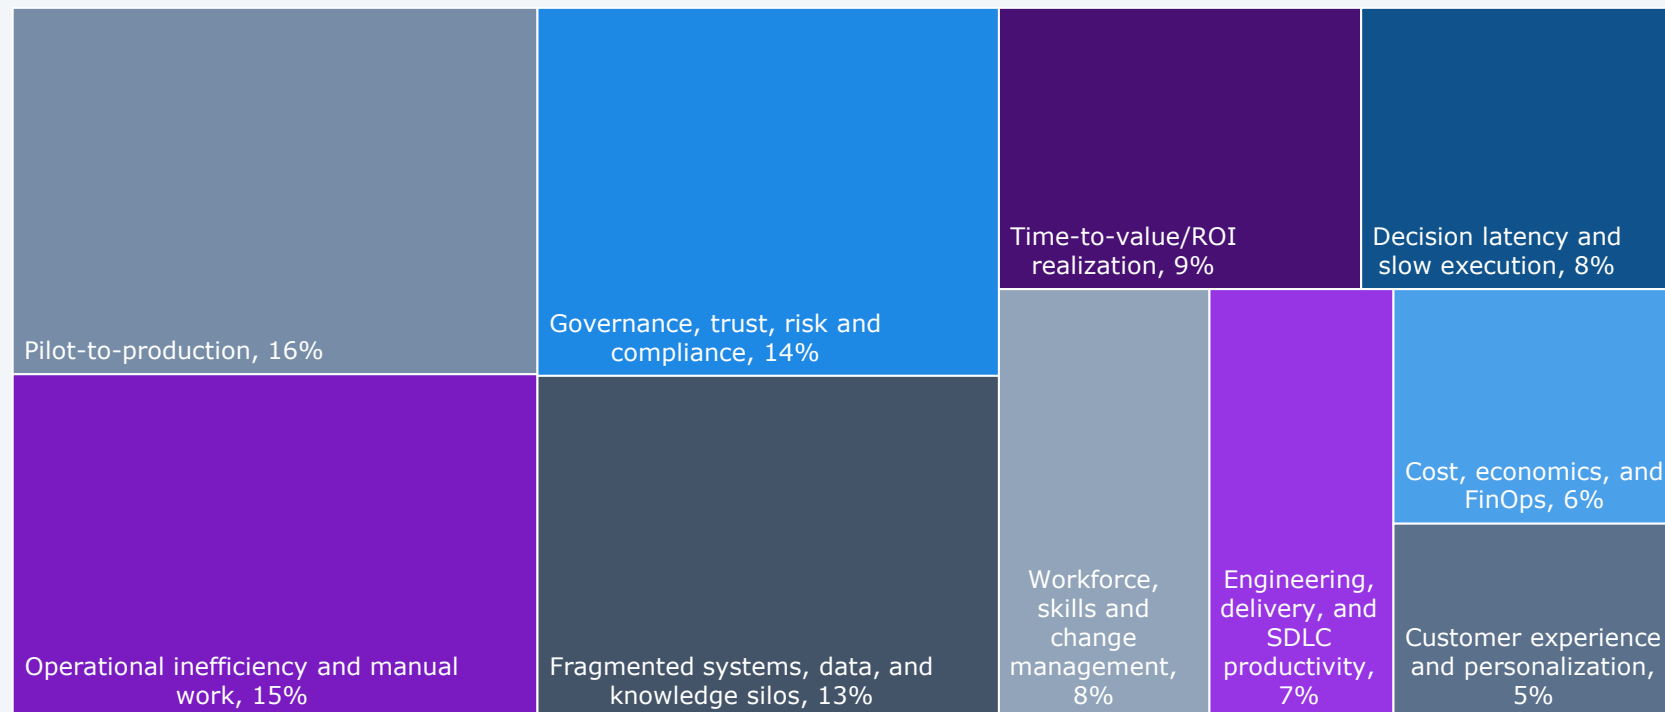 Pilot-to-production, 16%
Operational inefficiency and manual
work, 15%
Governance, trust, risk and
compliance, 14%
Fragmented systems, data, and
knowledge silos, 13%
Time-to-value/ROI
realization, 9%
Decision latency and
slow execution, 8%
Workforce,
skills and
change
management,
8%
Engineering,
delivery, and
SDLC
productivity,
7%
Cost, economics, and
FinOps, 6%
Customer experience
and personalization,
5%